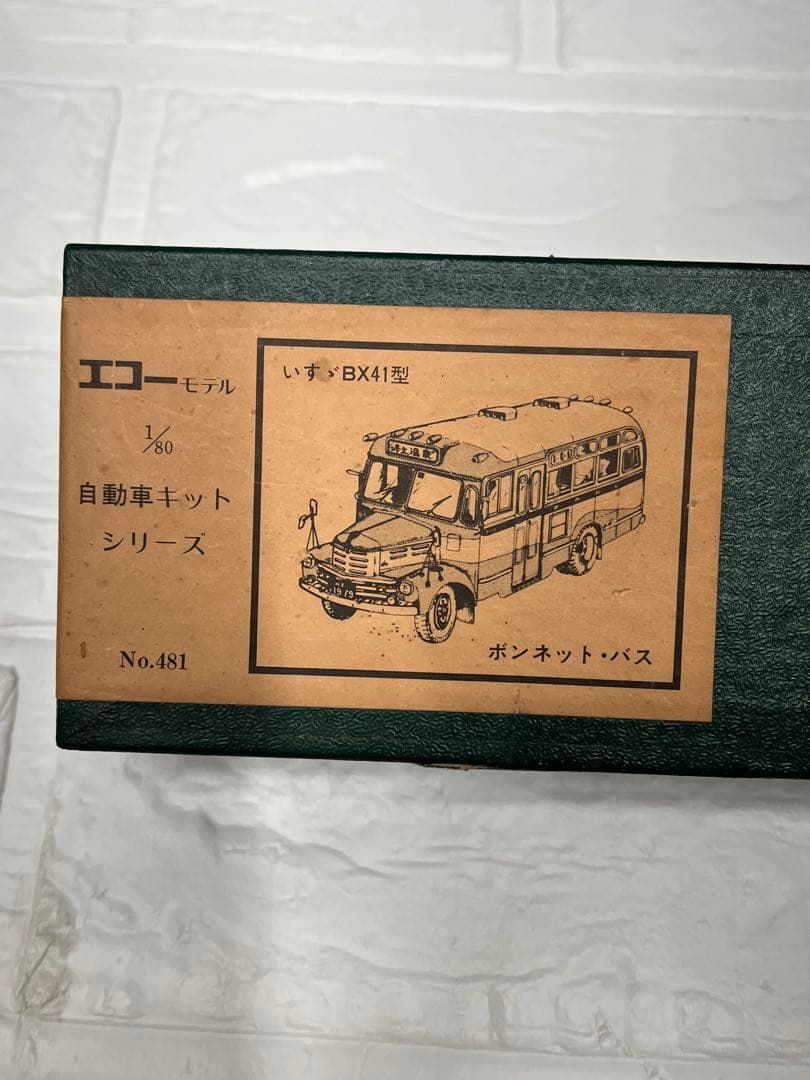 エコーモデル
1/80
自動車キット
シリーズ
No.481
いすゞBX41型
ボンネット・バス